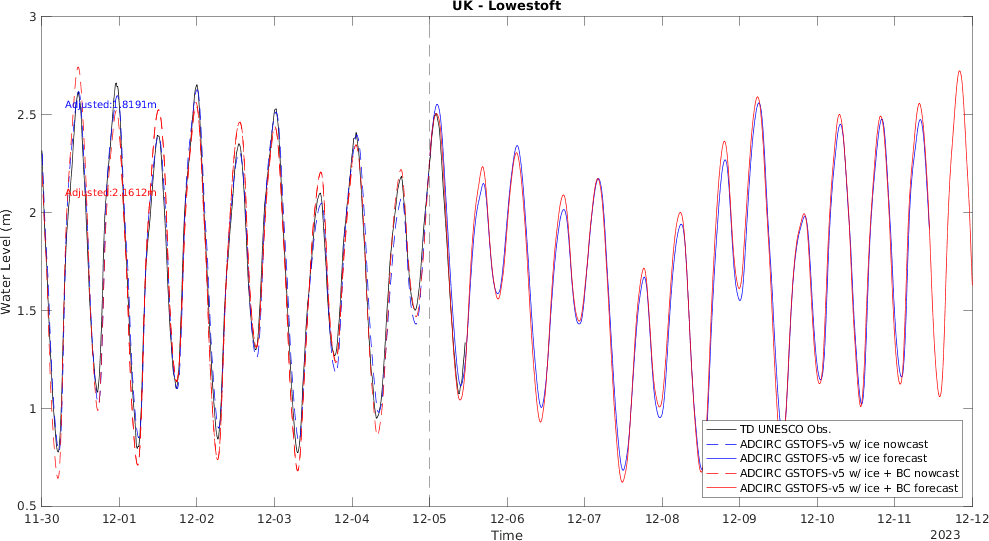 UK - Lowestoft
3
2.5
2
1.5
1
0.5
Water Level (m)
Adjusted:1.8191m
Adjusted:2.1612m
TD UNESCO Obs.
ADCIRC GSTOFS-v5 w/ ice nowcast
ADCIRC GSTOFS-v5 w/ ice forecast
ADCIRC GSTOFS-v5 w/ ice + BC nowcast
ADCIRC GSTOFS-v5 w/ ice + BC forecast
11-30 12-01 12-02 12-03 12-04 12-05 12-06 12-07 12-08 12-09 12-10 12-11 12-12
Time
2023